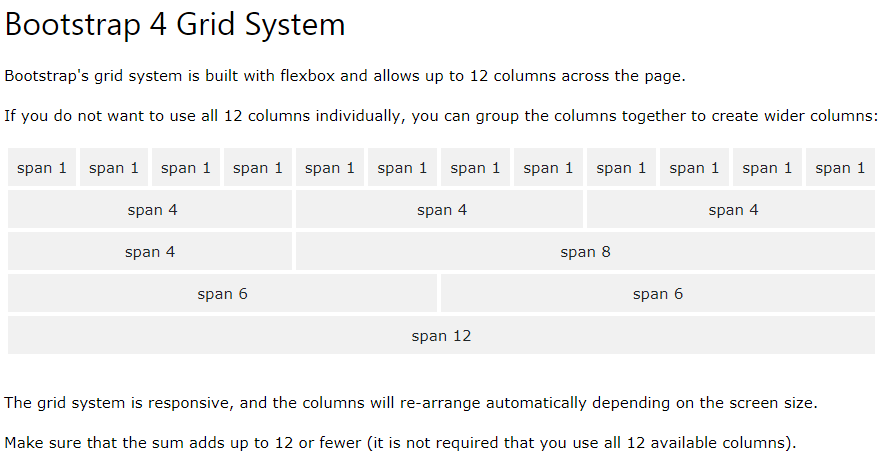 Bootstrap 4 Grid System
Bootstrap's grid system is built with flexbox and allows up to 12 columns across the page.
If you do not want to use all 12 columns individually, you can group the columns together to create wider columns:
span 1 span 1 span 1 span 1 span 1 span 1 span 1 span 1 span 1 span 1 span 1 span 1
span 4 span 4 span 4
span 4 span 8
span 6 span 6
span 12
The grid system is responsive, and the columns will re-arrange automatically depending on the screen size.
Make sure that the sum adds up to 12 or fewer (it is not required that you use all 12 available columns).